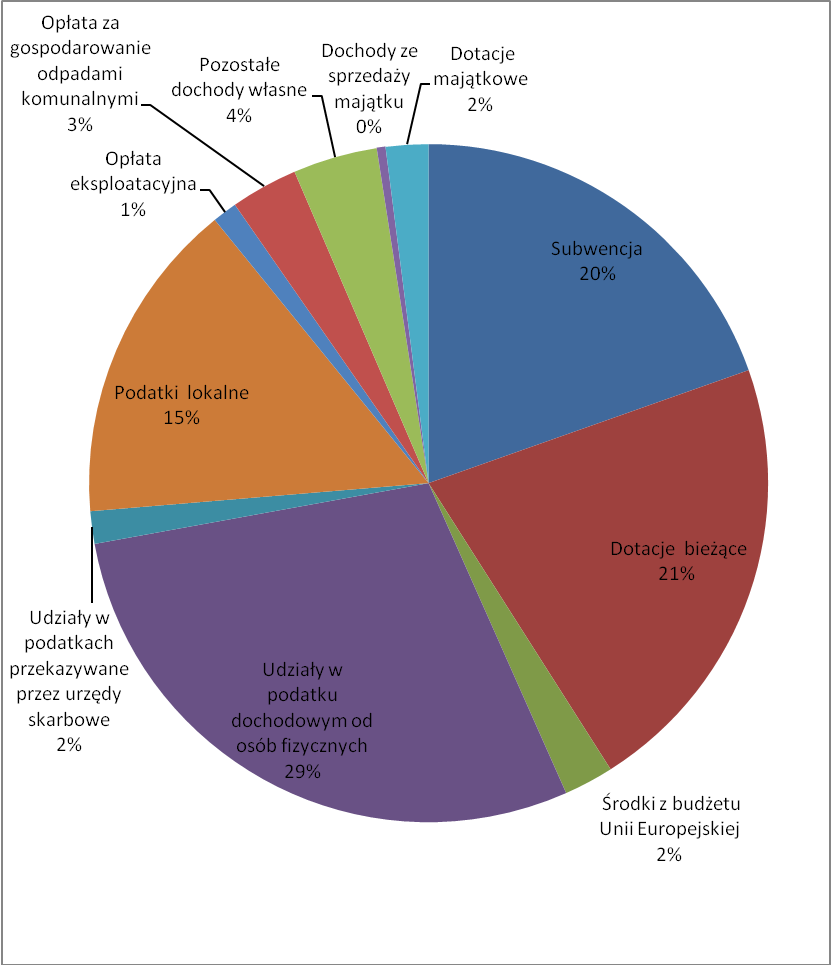 Opłata za
gospodarowanie
odpadami
komunalnymi
3%
Pozostałe
dochody własne
4%
Dochody ze
sprzedaży
majątku
0%
Dotacje
majątkowe
2%
Opłata
eksploatacyjna
1%
Subwencja
20%
Podatki lokalne
15%
Dotacje bieżące
21%
Udziały w
podatkach
przekazywane
przez urzędy
skarbowe
2%
Udziały w
podatku
dochodowym od
osób fizycznych
29%
Środki z budżetu
Unii Europejskiej
2%